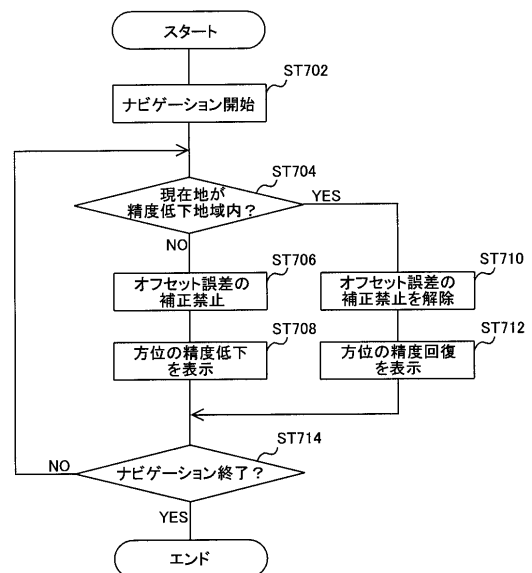 スタート
ST702
ナビゲーション開始
ST704
現在地が
精度低下地域内？
YES
NO
ST706
オフセット誤差の
補正禁止
ST710
オフセット誤差の
補正禁止を解除
ST708
方位の精度低下
を表示
ST712
方位の精度回復
を表示
ST714
ナビゲーション終了？
NO
YES
エンド